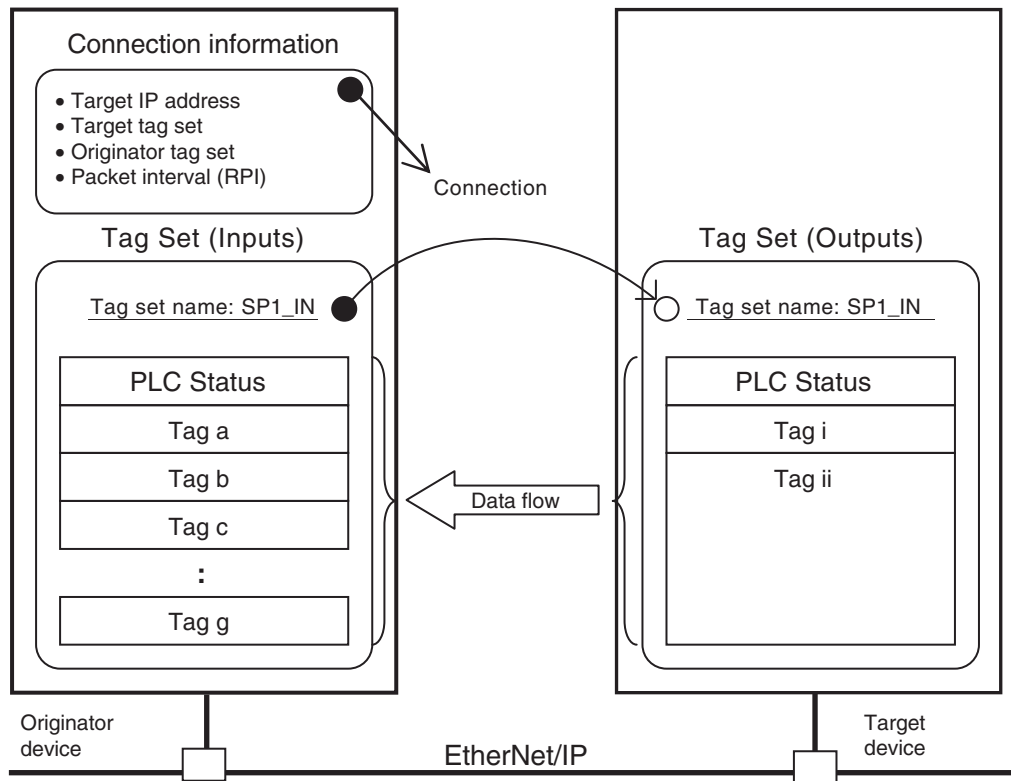 Connection information
• Target IP address
• Target tag set
• Originator tag set
• Packet interval (RPI)
Connection
Tag Set (Inputs)
Tag set name: SP1_IN
PLC Status
Tag a
Tag b
Tag c
:
Tag g
Data flow
Tag Set (Outputs)
Tag set name: SP1_IN
PLC Status
Tag i
Tag ii
Originator
device
EtherNet/IP
Target
device